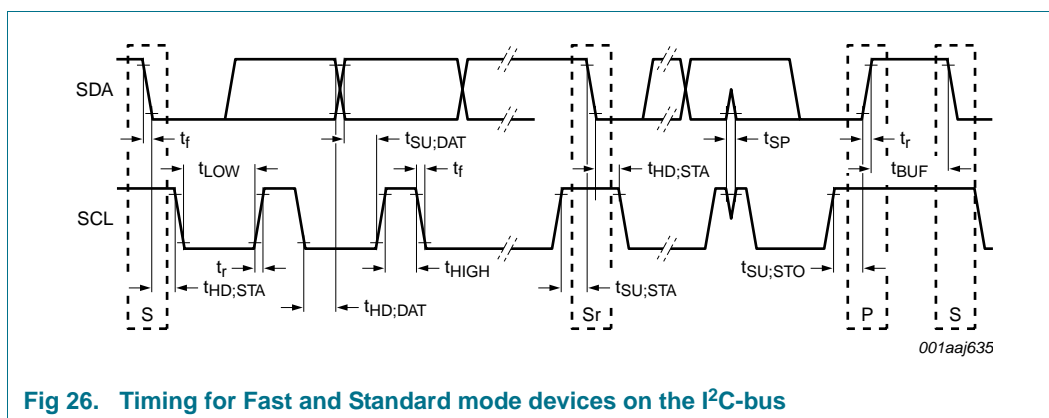 SDA
t_f
t_SU;DAT
t_SP
t_r
t_LOW
t_f
t_HD;STA
t_BUF
SCL
t_r
t_HD;STA
t_HD;DAT
t_HIGH
t_SU;STA
t_SU;STO
S
Sr
P
S
001aaj635
Fig 26. Timing for Fast and Standard mode devices on the I²C-bus